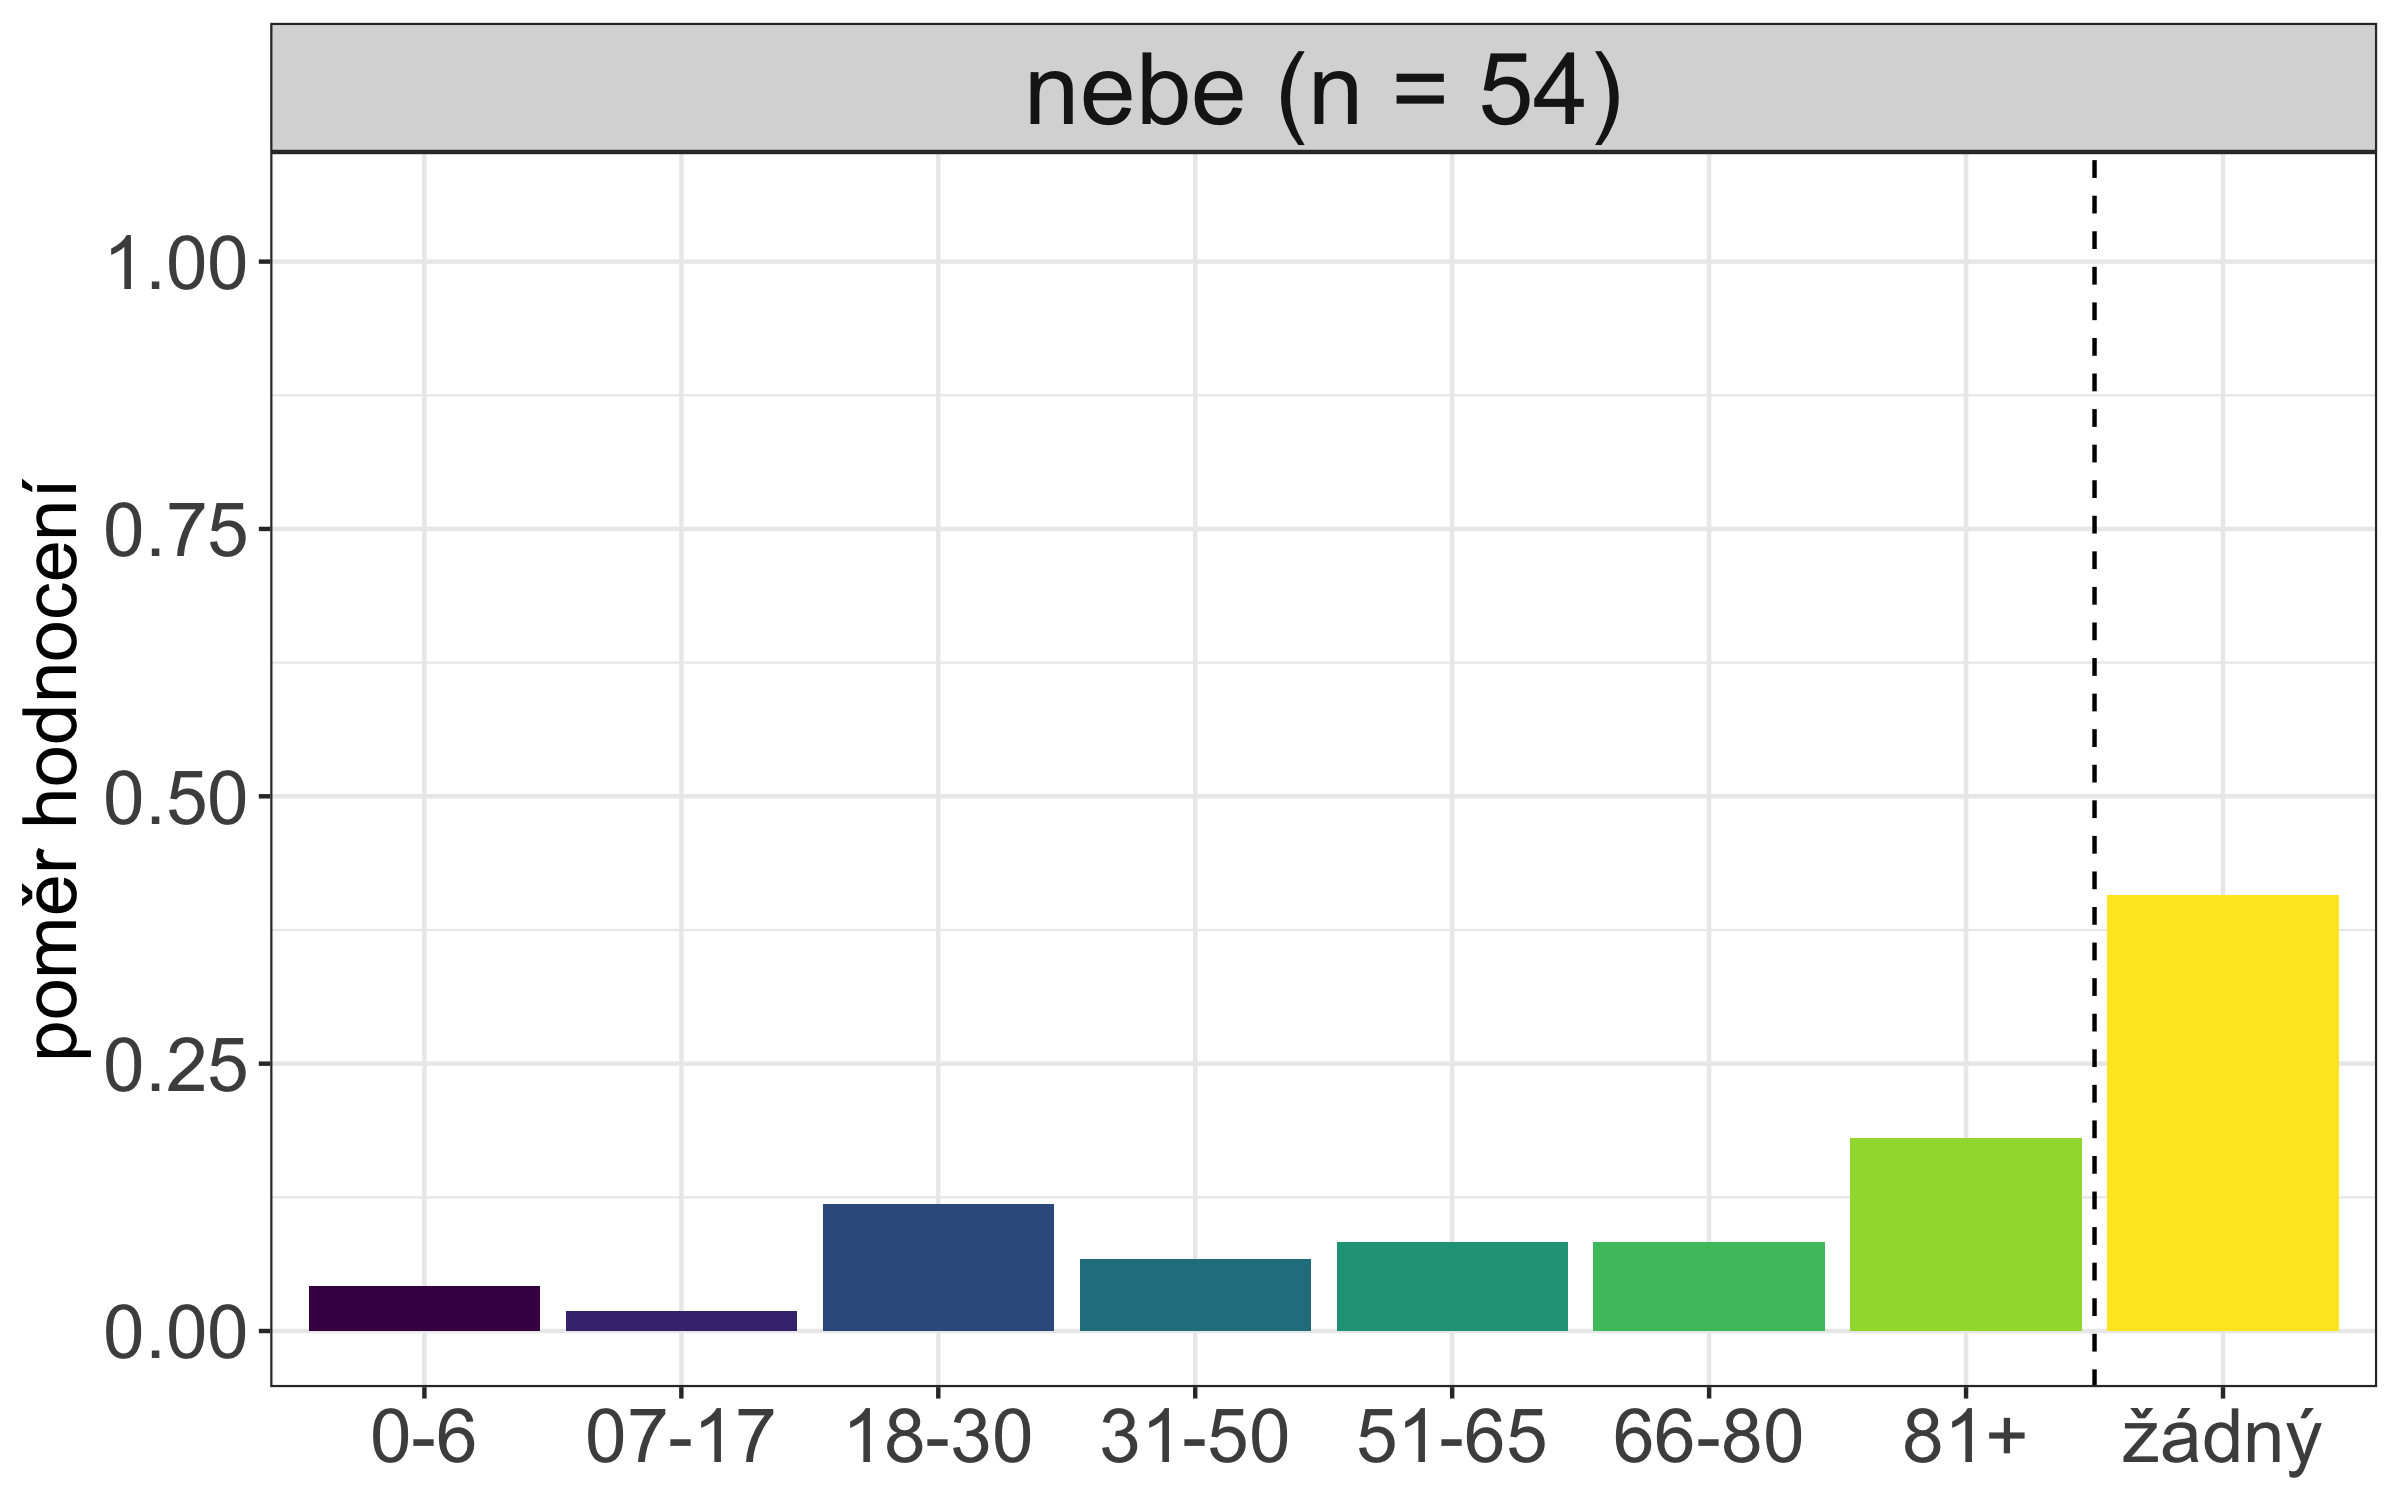 nebe (n = 54)
poměr hodnocení
1.00
0.75
0.50
0.25
0.00
0-6 07-17 18-30 31-50 51-65 66-80 81+ žádný